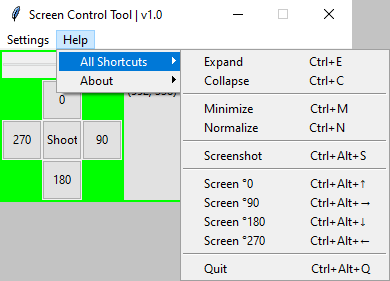 Screen Control Tool | v1.0
Settings Help
All Shortcuts
About
Expand Ctrl+E
Collapse Ctrl+C
Minimize Ctrl+M
Normalize Ctrl+N
Screenshot Ctrl+Alt+S
Screen °0 Ctrl+Alt+↑
Screen °90 Ctrl+Alt+→
Screen °180 Ctrl+Alt+↓
Screen °270 Ctrl+Alt+←
Quit Ctrl+Alt+Q
0
270 Shoot 90
180